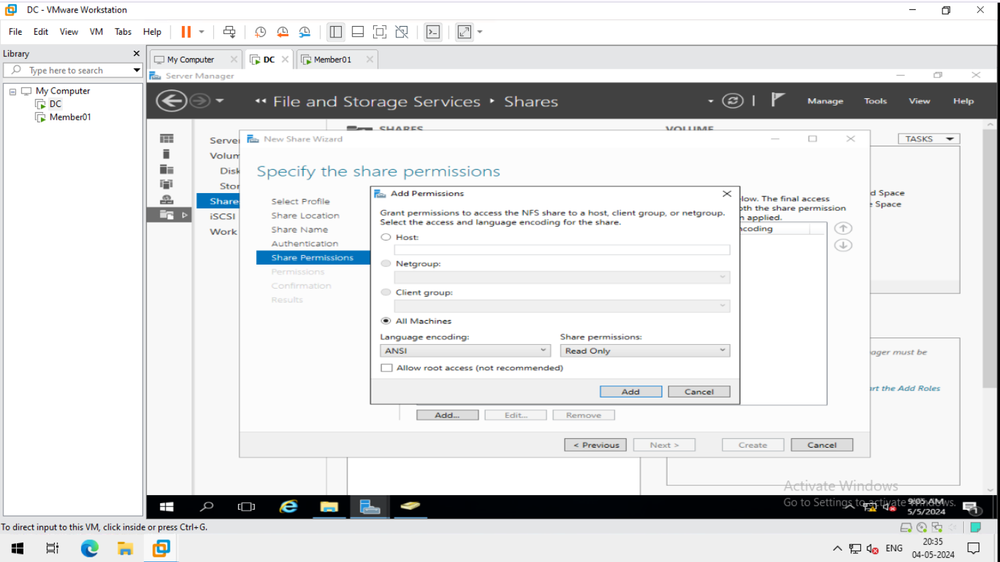 DC - VMware Workstation
File Edit View VM Tabs Help
Library
Type here to search
My Computer
DC
Member01
My Computer
DC
Member01
Server Manager
File and Storage Services Shares
Manage Tools View Help
Server
Volum
Disk
Stor
Share
iSCSI
Work
SHARES
VOLUME
TASKS
d Space
e Space
ager must be
rt the Add Roles
New Share Wizard
Specify the share permissions
Select Profile
Share Location
Share Name
Authentication
Share Permissions
Permissions
Confirmation
Results
low. The final access
oth the share permission
n applied.
ncoding
Add Permissions
Grant permissions to access the NFS share to a host, client group, or netgroup.
Select the access and language encoding for the share.
Host:
Netgroup:
Client group:
All Machines
Language encoding: Share permissions:
ANSI Read Only
Allow root access (not recommended)
Add Cancel
Add... Edit... Remove
< Previous Next > Create Cancel
Activate Windows
Go to Settings to activate Windows.
9:05 AM
5/5/2024
1
To direct input to this VM, click inside or press Ctrl+G.
ENG
20:35
04-05-2024